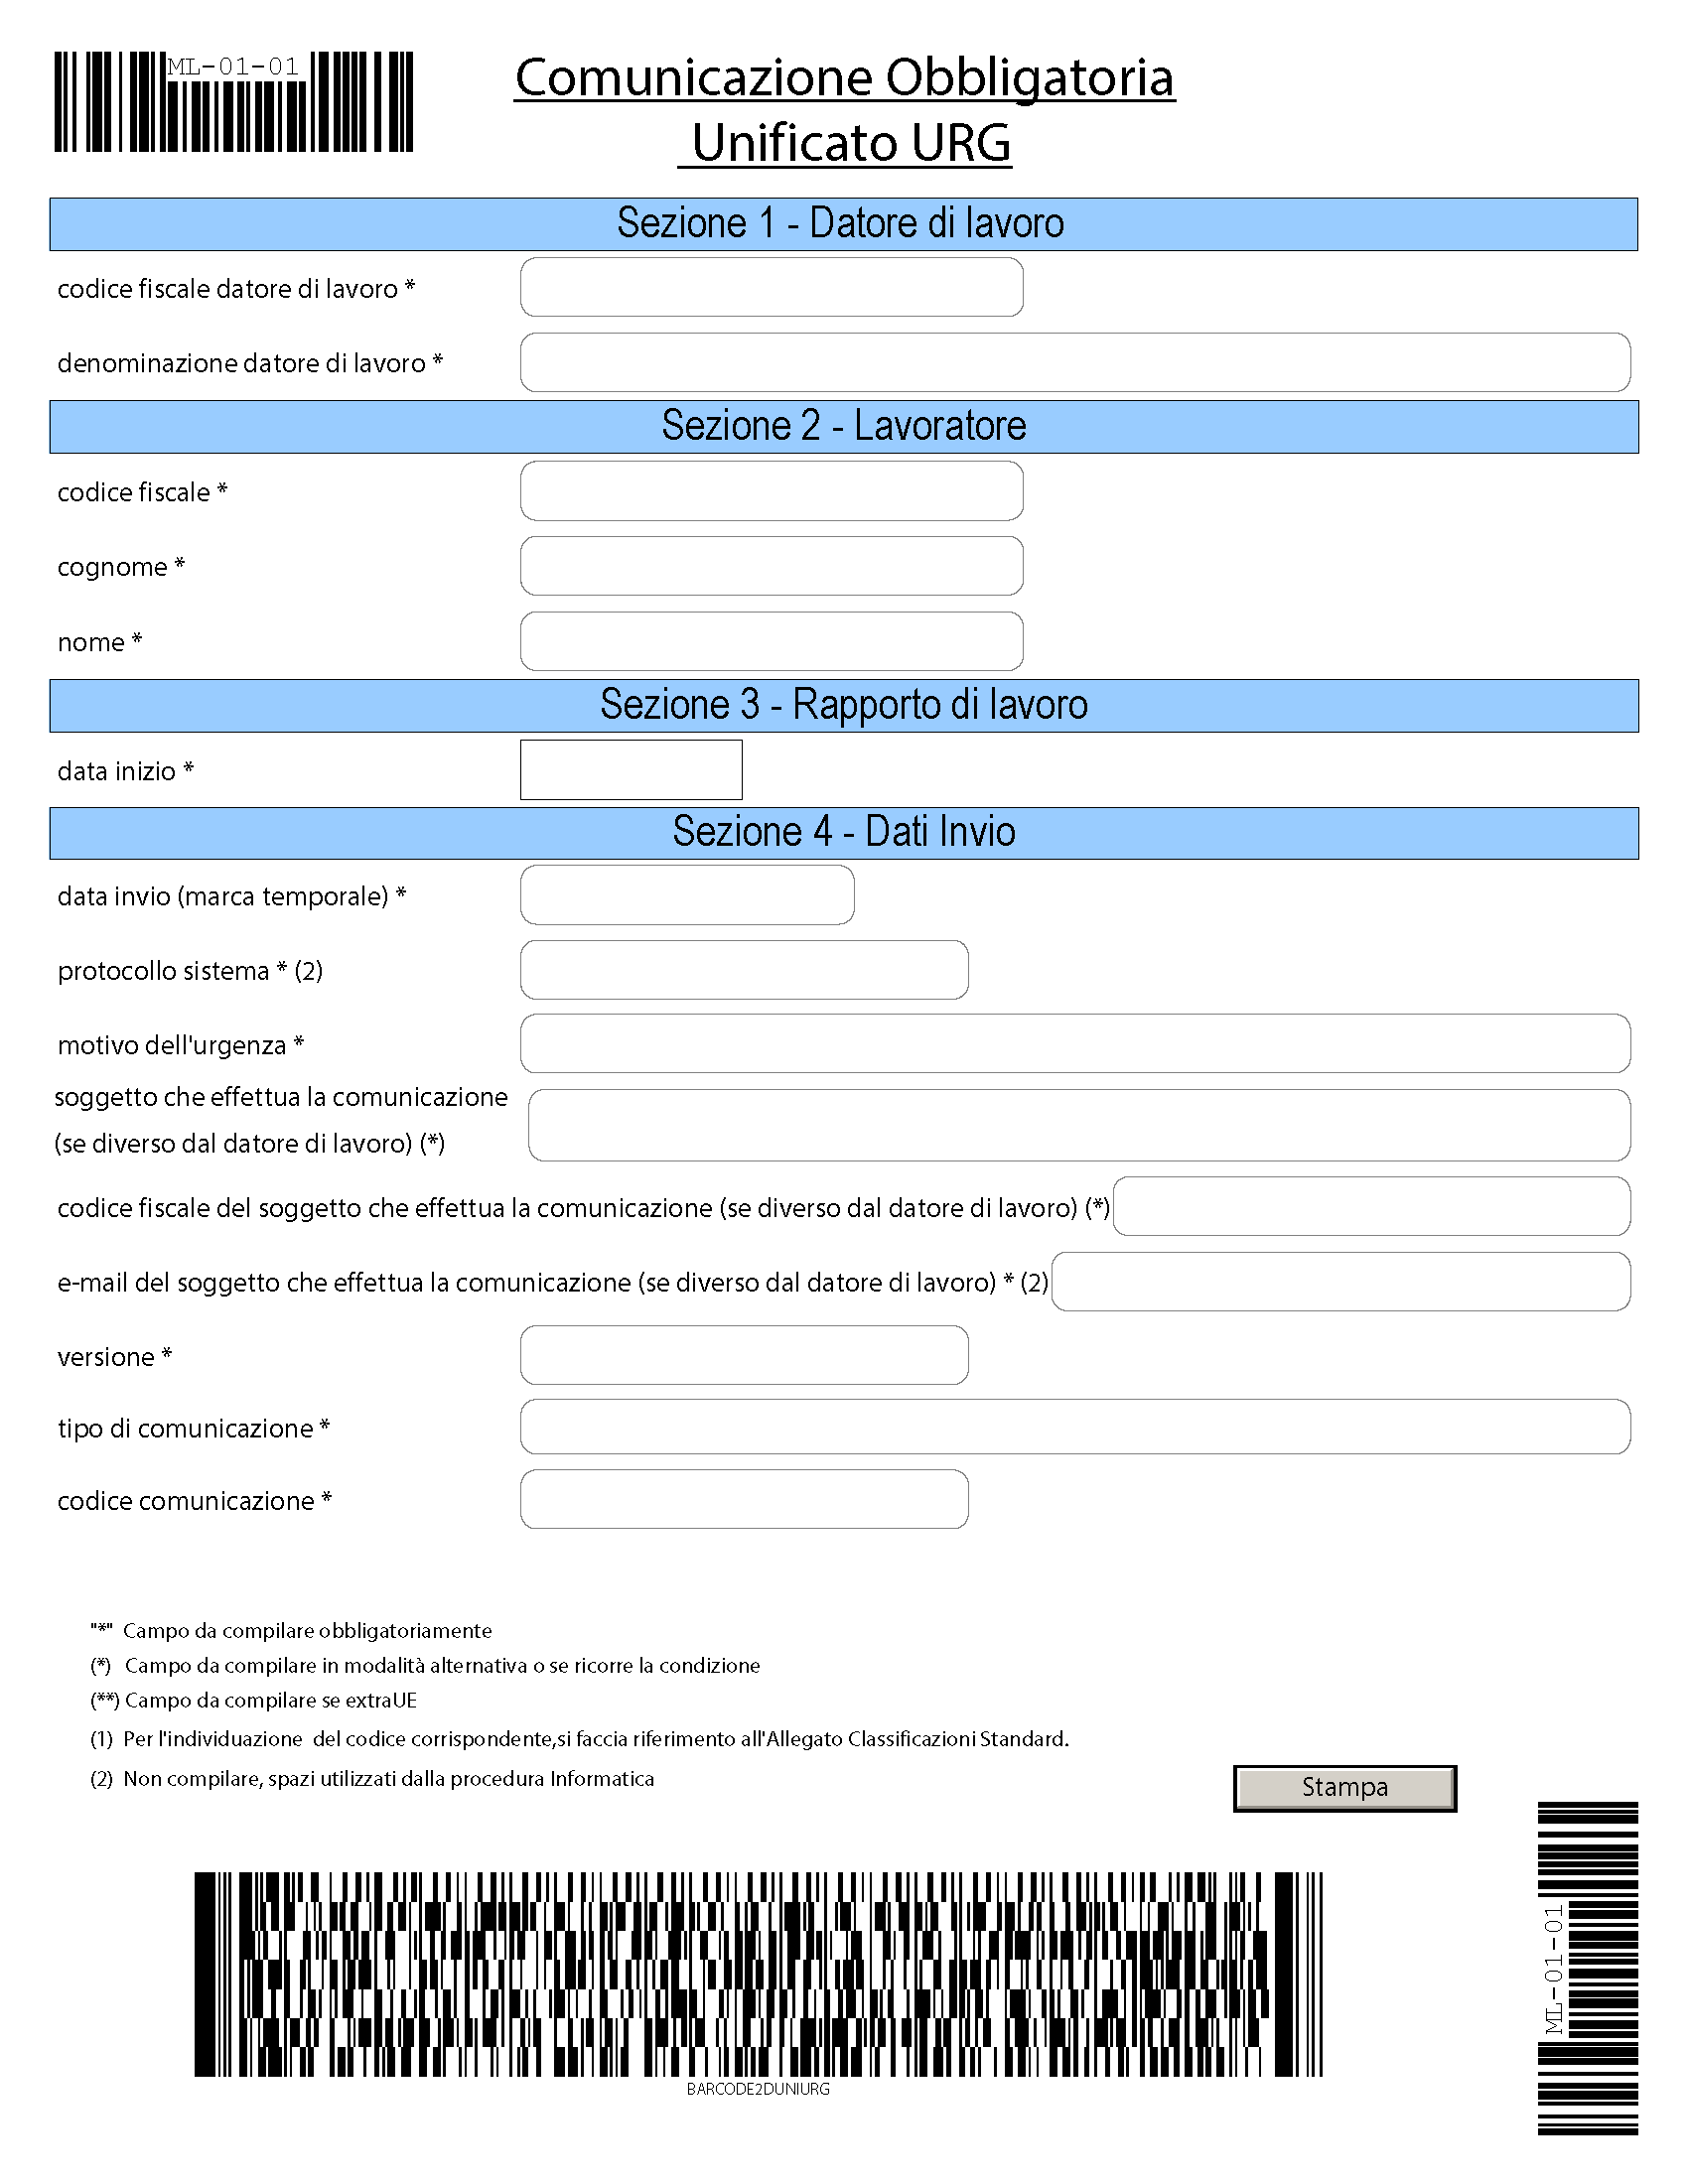 ML-01-01
Comunicazione Obbligatoria
Unificato URG
Sezione 1 - Datore di lavoro
codice fiscale datore di lavoro *
denominazione datore di lavoro *
Sezione 2 - Lavoratore
codice fiscale *
cognome *
nome *
Sezione 3 - Rapporto di lavoro
data inizio *
Sezione 4 - Dati Invio
data invio (marca temporale) *
protocollo sistema * (2)
motivo dell'urgenza *
soggetto che effettua la comunicazione
(se diverso dal datore di lavoro) (*)
codice fiscale del soggetto che effettua la comunicazione (se diverso dal datore di lavoro) (*)
e-mail del soggetto che effettua la comunicazione (se diverso dal datore di lavoro) * (2)
versione *
tipo di comunicazione *
codice comunicazione *
"*" Campo da compilare obbligatoriamente
(*) Campo da compilare in modalità alternativa o se ricorre la condizione
(**) Campo da compilare se extraUE
(1) Per l'individuazione del codice corrispondente,si faccia riferimento all'Allegato Classificazioni Standard.
(2) Non compilare, spazi utilizzati dalla procedura Informatica
Stampa
ML-01-01
BARCODE2DUNIURG